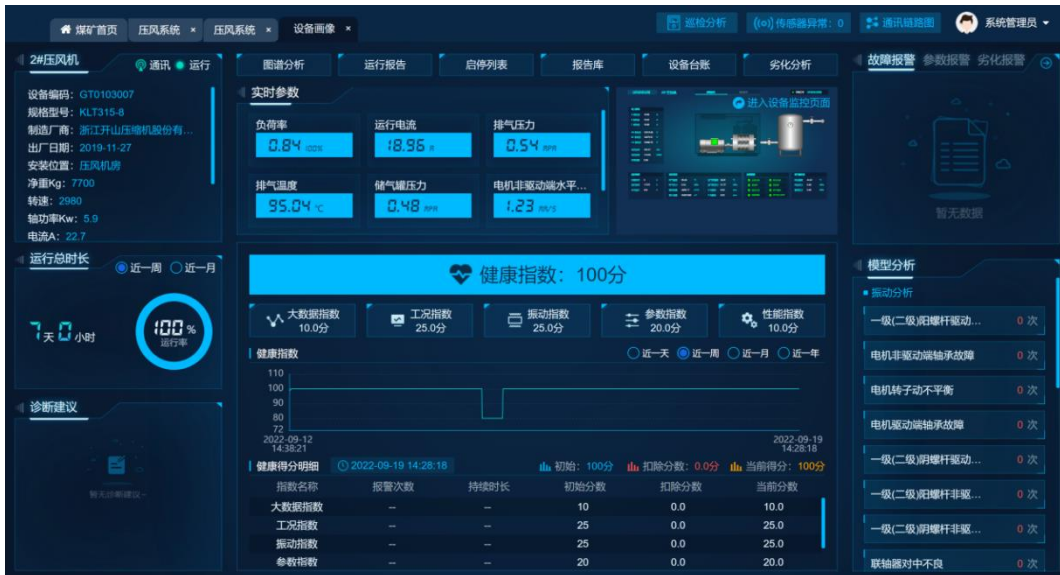 煤矿首页 压风系统 × 压风系统 × 设备画像 ×
巡检分析 ((o))传感器异常：0 通讯链路图 系统管理员
2#压风机 通讯 运行
设备编码：GT0103007
规格型号：KLT315-8
制造厂商：浙江开山压缩机股份有...
出厂日期：2019-11-27
安装位置：压风机房
净重Kg：7700
转速：2980
轴功率Kw：5.9
电流A：22.7
运行总时长 近一周 近一月
7天0小时
100%
运行率
诊断建议
暂无诊断建议~
图谱分析 运行报告 启停列表 报告库 设备台账 劣化分析
实时参数
负荷率 运行电流 排气压力
0.84 100% 18.96 A 0.54 MPA
排气温度 储气罐压力 电机非驱动端水平...
95.04 ℃ 0.48 MPA 1.23 MM/S
进入设备监控页面
健康指数：100分
大数据指数
10.0分
工况指数
25.0分
振动指数
25.0分
参数指数
20.0分
性能指数
10.0分
健康指数 近一天 近一周 近一月 近一年
110
100
90
80
72
2022-09-12
14:38:21
2022-09-19
14:28:18
健康得分明细 2022-09-19 14:28:18 初始：100分 扣除分数：0.0分 当前得分：100分
指数名称 报警次数 持续时长 初始分数 扣除分数 当前分数
大数据指数 -- -- 10 0.0 10.0
工况指数 -- -- 25 0.0 25.0
振动指数 -- -- 25 0.0 25.0
参数指数 -- -- 20 0.0 20.0
故障报警 参数报警 劣化报警
暂无数据
模型分析
振动分析
一级(二级)阳螺杆驱动... 0 次
电机非驱动端轴承故障 0 次
电机转子动不平衡 0 次
电机驱动端轴承故障 0 次
一级(二级)阴螺杆驱动... 0 次
一级(二级)阳螺杆非驱... 0 次
一级(二级)阴螺杆非驱... 0 次
联轴器对中不良 0 次